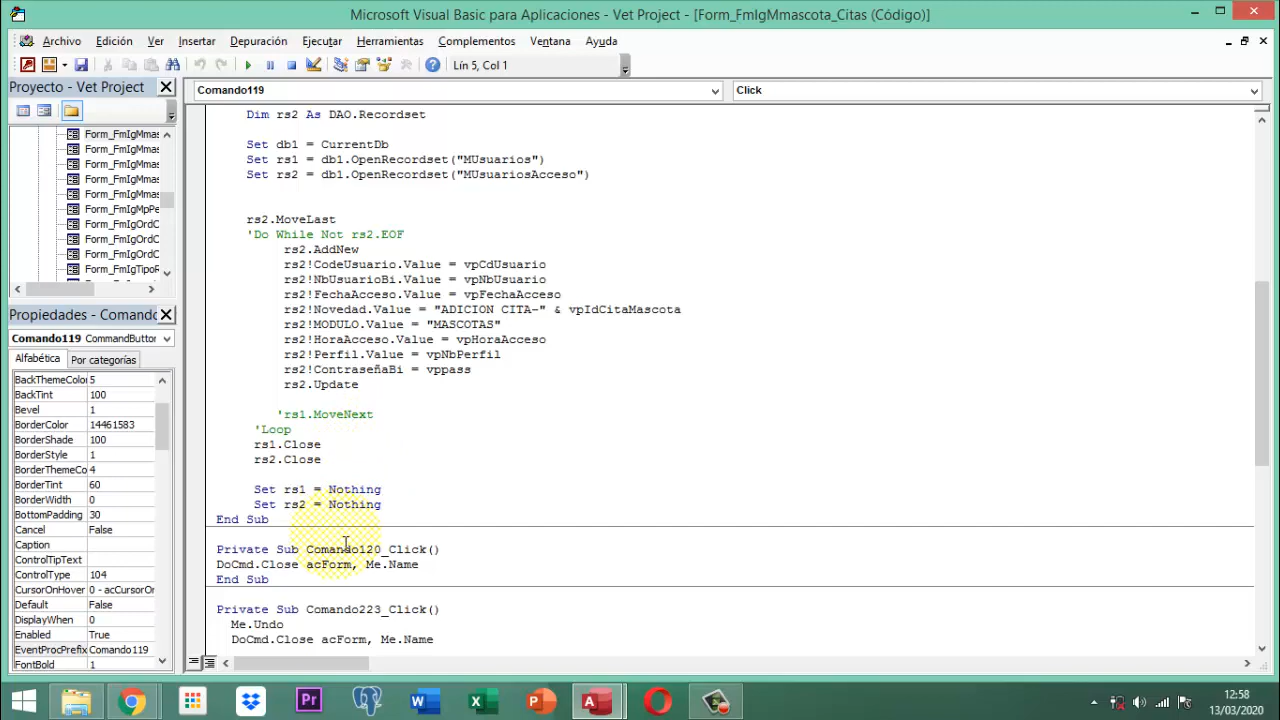 Microsoft Visual Basic para Aplicaciones - Vet Project - [Form_FmIgMmascota_Citas (Código)]
Archivo Edición Ver Insertar Depuración Ejecutar Herramientas Complementos Ventana Ayuda
Lín 5, Col 1
Proyecto - Vet Project
Comando119
Click
Form_FmIgMmas
Form_FmIgMmas
Form_FmIgMmas
Form_FmIgMmas
Form_FmIgMmas
Form_FmIgMpPe
Form_FmIgOrdC
Form_FmIgOrdC
Form_FmIgOrdC
Form_FmIgTipoR
Propiedades - Comando
Comando119 CommandButtor
Alfabética Por categorías
BackThemeColor 5
BackTint 100
Bevel 1
BorderColor 14461583
BorderShade 100
BorderStyle 1
BorderThemeCo 4
BorderTint 60
BorderWidth 0
BottomPadding 30
Cancel False
Caption
ControlTipText
ControlType 104
CursorOnHover 0 - acCursorOr
Default False
DisplayWhen 0
Enabled True
EventProcPrefix Comando119
FontBold 1
Dim rs2 As DAO.Recordset
Set db1 = CurrentDb
Set rs1 = db1.OpenRecordset("MUsuarios")
Set rs2 = db1.OpenRecordset("MUsuariosAcceso")
rs2.MoveLast
'Do While Not rs2.EOF
rs2.AddNew
rs2!CodeUsuario.Value = vpCdUsuario
rs2!NbUsuarioBi.Value = vpNbUsuario
rs2!FechaAcceso.Value = vpFechaAcceso
rs2!Novedad.Value = "ADICION CITA-" & vpIdCitaMascota
rs2!MODULO.Value = "MASCOTAS"
rs2!HoraAcceso.Value = vpHoraAcceso
rs2!Perfil.Value = vpNbPerfil
rs2!ContraseñaBi = vppass
rs2.Update
'rs1.MoveNext
'Loop
rs1.Close
rs2.Close
Set rs1 = Nothing
Set rs2 = Nothing
End Sub
Private Sub Comando120_Click()
DoCmd.Close acForm, Me.Name
End Sub
Private Sub Comando223_Click()
Me.Undo
DoCmd.Close acForm, Me.Name
12:58
13/03/2020